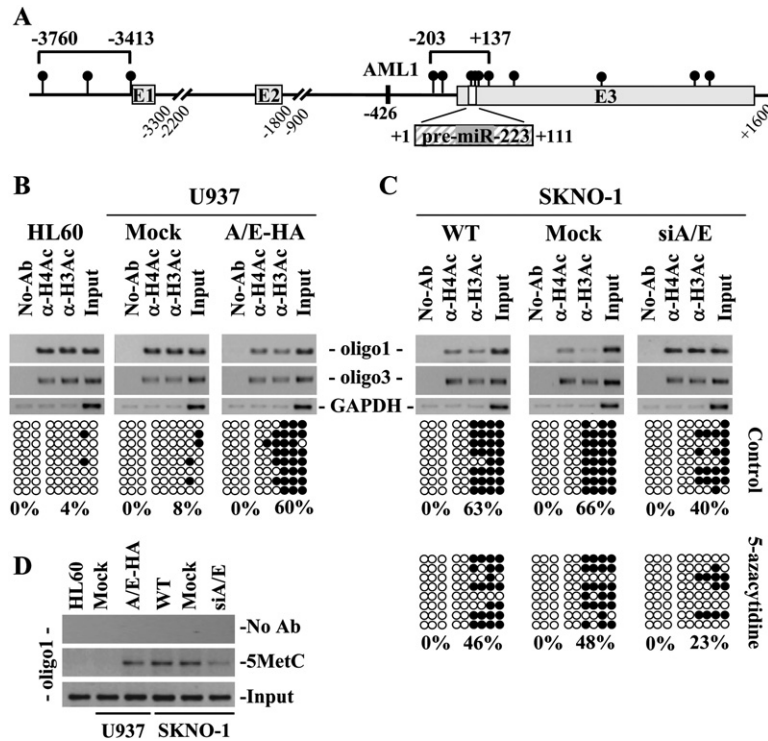 A
-3760 -3413 -203 +137
AML1
E1 E2 E3
-3300 -2200 -1800 -900 -426 +1600
+1 pre-miR-223 +111
B
U937
HL60 Mock A/E-HA
No-Ab α-H4Ac α-H3Ac Input No-Ab α-H4Ac α-H3Ac Input No-Ab α-H4Ac α-H3Ac Input
- oligo1 -
- oligo3 -
- GAPDH -
0% 4% 0% 8% 0% 60%
C
SKNO-1
WT Mock siA/E
No-Ab α-H4Ac α-H3Ac Input No-Ab α-H4Ac α-H3Ac Input No-Ab α-H4Ac α-H3Ac Input
Control
0% 63% 0% 66% 0% 40%
5-azacytidine
0% 46% 0% 48% 0% 23%
D
HL60 Mock A/E-HA WT Mock siA/E
- oligo1 -
-No Ab
-5MetC
-Input
U937 SKNO-1